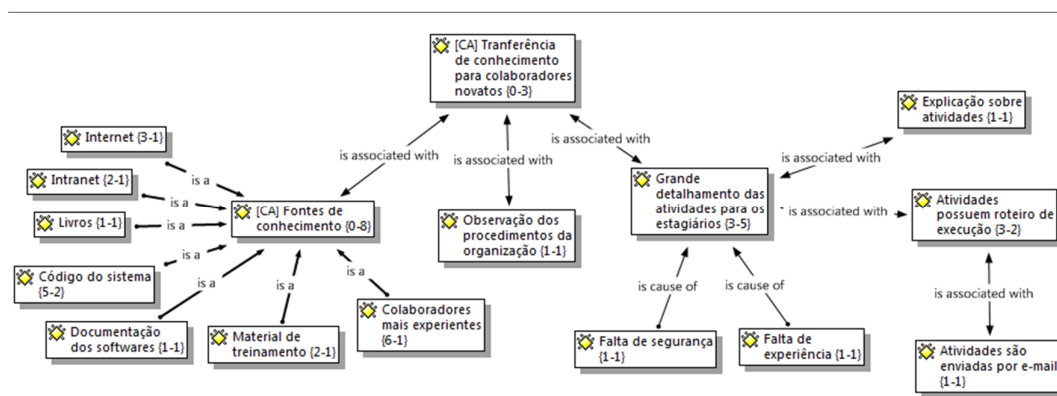 [CA] Tranferência
de conhecimento
para colaboradores
novatos {0-3}
Explicação sobre
atividades {1-1}
Internet {3-1}
is associated with
is associated with
is associated with
is associated with
Intranet {2-1}
is a
Grande
detalhamento das
atividades para os
estagiários {3-5}
is a
Livros {1-1}
is a
[CA] Fontes de
conhecimento {0-8}
Observação dos
procedimentos da
organização {1-1}
is associated with
Atividades
possuem roteiro de
execução {3-2}
Código do sistema
{5-2}
is a
is a
is a
is a
is cause of
is cause of
is associated with
Documentação
dos softwares {1-1}
Material de
treinamento {2-1}
Colaboradores
mais experientes
{6-1}
Falta de segurança
{1-1}
Falta de
experiência {1-1}
Atividades são
enviadas por e-mail
{1-1}